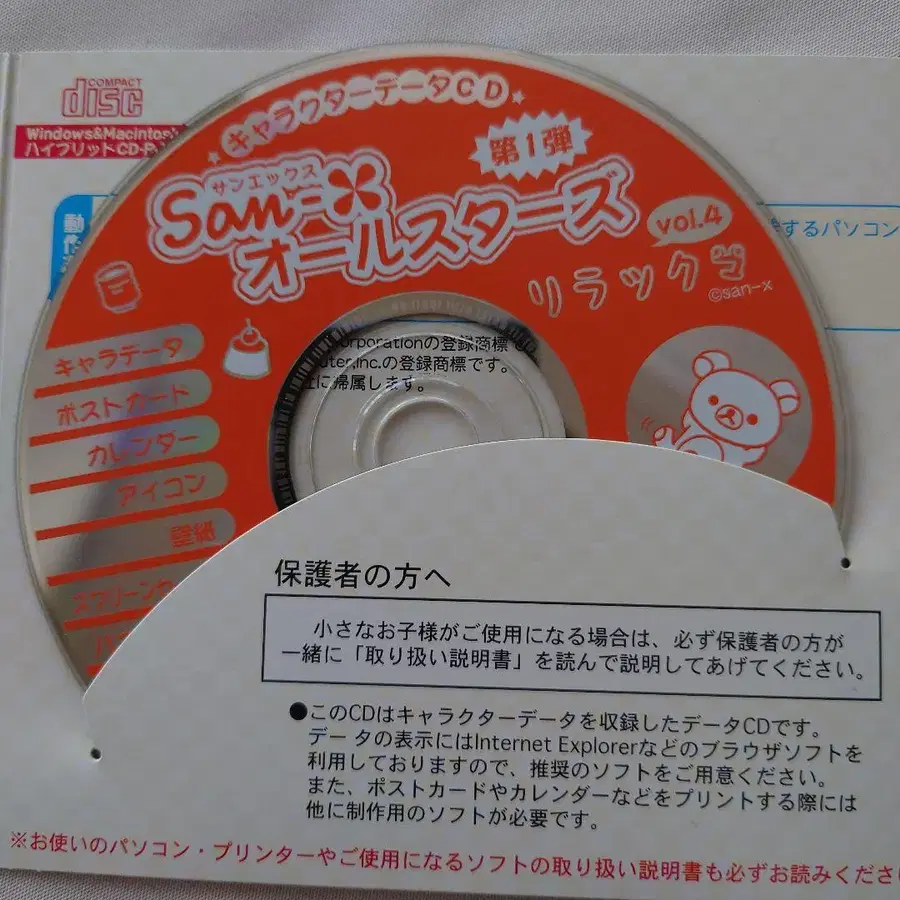 COMPACT
disc
Windows&Macintosh
ハイブリッドCD-R
キャラクターデータCD
第1弾
サンエックス
San-X
オールスターズ
vol.4
リラックマ
©san-x
するパソコン
キャラデータ
ポストカード
カレンダー
アイコン
壁紙
スクリーンセ
orporationの登録商標
uter,Inc.の登録商標です。
社に帰属します。
保護者の方へ
小さなお子様がご使用になる場合は、必ず保護者の方が
一緒に「取り扱い説明書」を読んで説明してあげてください。
●このCDはキャラクターデータを収録したデータCDです。
データの表示にはInternet Explorerなどのブラウザソフトを
利用しておりますので、推奨のソフトをご用意ください。
また、ポストカードやカレンダーなどをプリントする際には
他に制作用のソフトが必要です。
※お使いのパソコン・プリンターやご使用になるソフトの取り扱い説明書も必ずお読みくださ